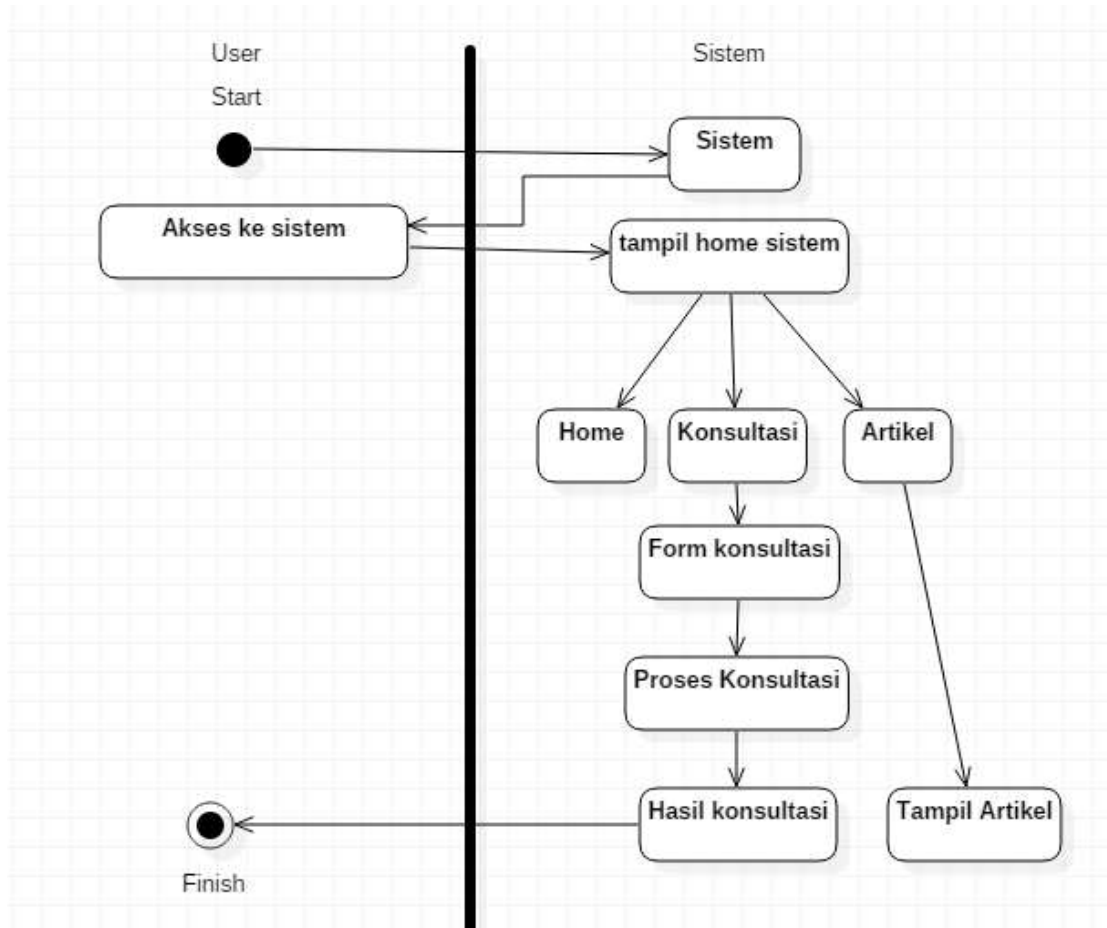 User
Sistem
Start
Sistem
Akses ke sistem
tampil home sistem
Home
Konsultasi
Artikel
Form konsultasi
Proses Konsultasi
Hasil konsultasi
Tampil Artikel
Finish